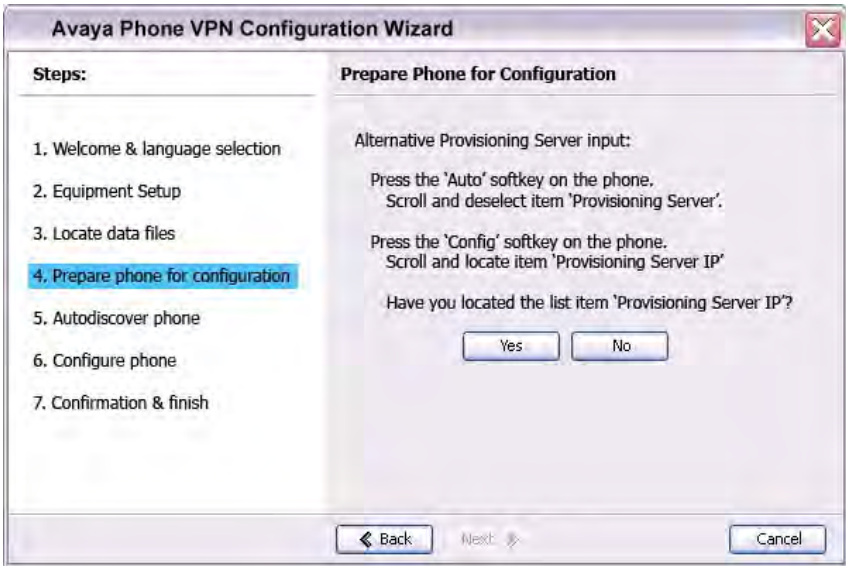 Avaya Phone VPN Configuration Wizard
Steps:
1. Welcome & language selection
2. Equipment Setup
3. Locate data files
4. Prepare phone for configuration
5. Autodiscover phone
6. Configure phone
7. Confirmation & finish
Prepare Phone for Configuration
Alternative Provisioning Server input:
Press the 'Auto' softkey on the phone.
Scroll and deselect item 'Provisioning Server'.
Press the 'Config' softkey on the phone.
Scroll and locate item 'Provisioning Server IP'
Have you located the list item 'Provisioning Server IP'?
Yes No
Back Next Cancel